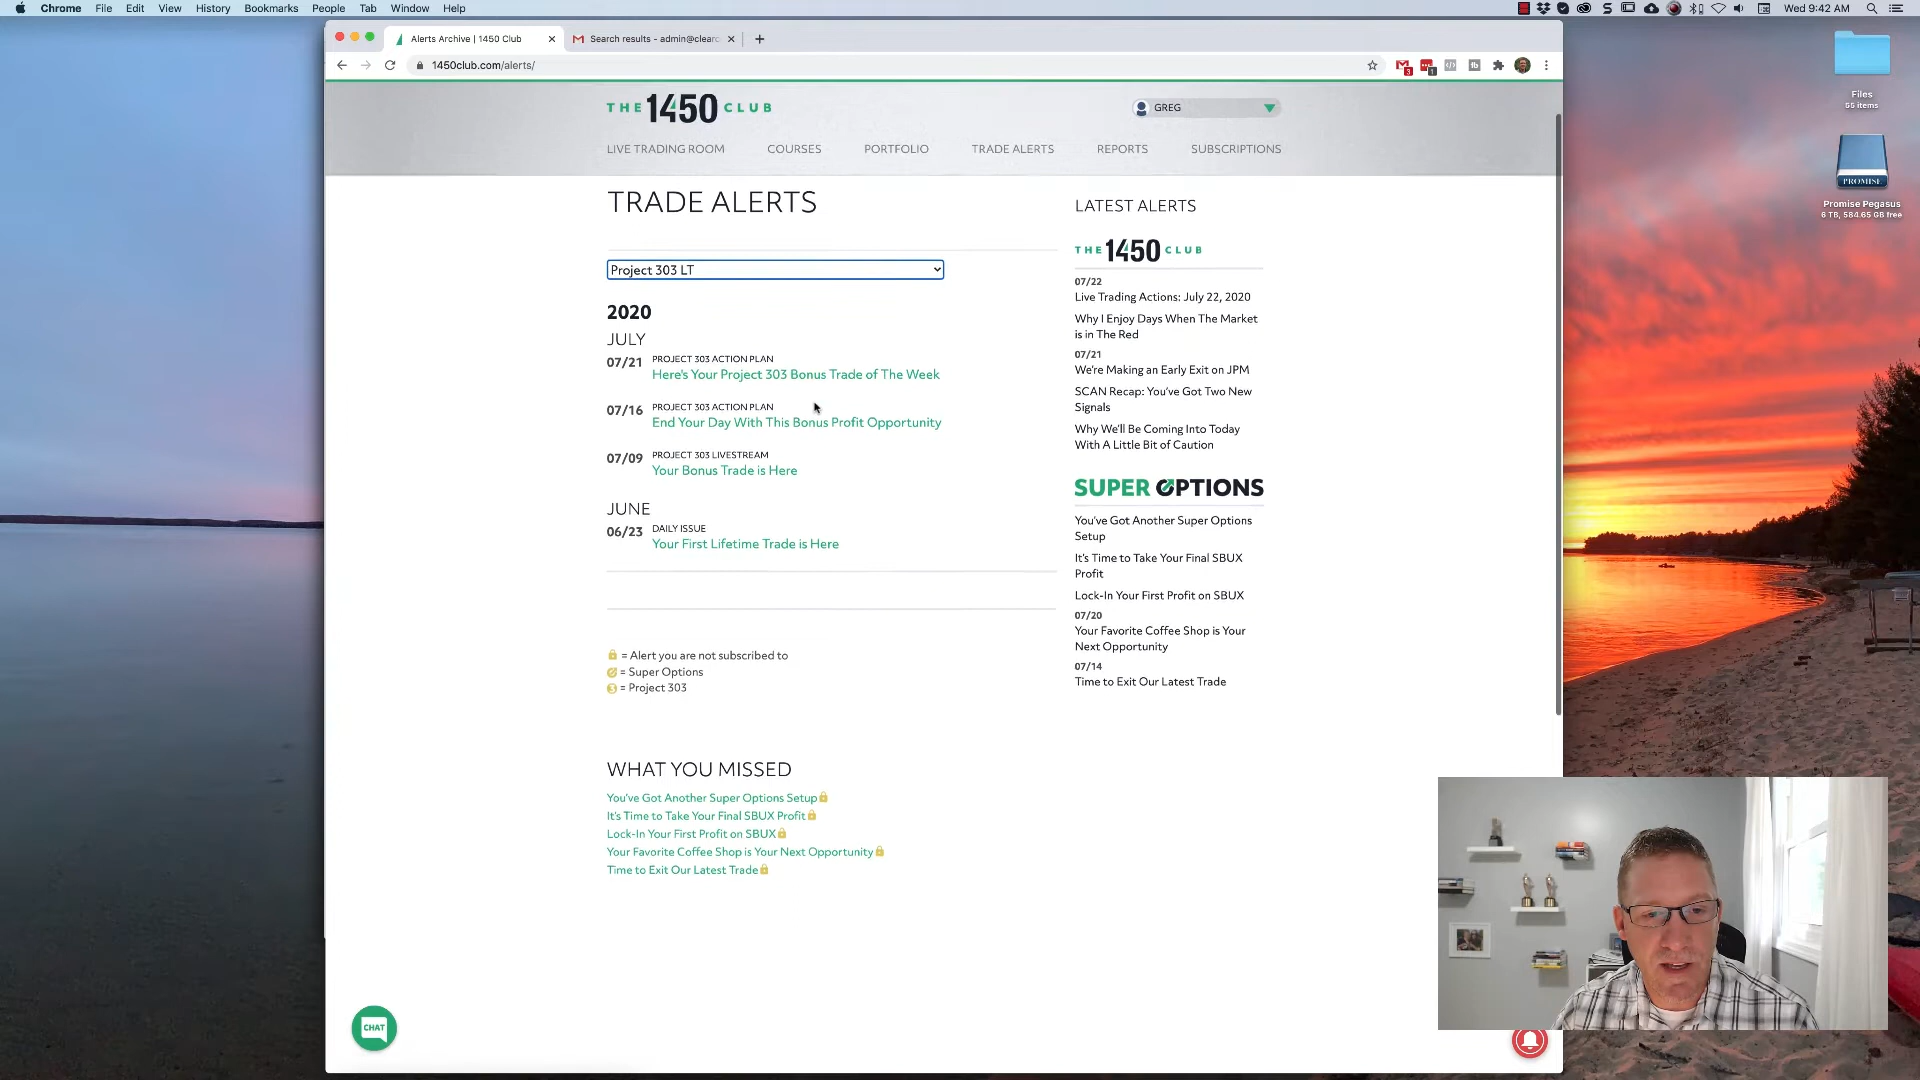 Chrome File Edit View History Bookmarks People Tab Window Help
Wed 9:42 AM
Alerts Archive | 1450 Club
Search results - admin@clearc
1450club.com/alerts/
THE 1450 CLUB
GREG
LIVE TRADING ROOM COURSES PORTFOLIO TRADE ALERTS REPORTS SUBSCRIPTIONS
TRADE ALERTS
Project 303 LT
2020
JULY
07/21 PROJECT 303 ACTION PLAN
Here's Your Project 303 Bonus Trade of The Week
07/16 PROJECT 303 ACTION PLAN
End Your Day With This Bonus Profit Opportunity
07/09 PROJECT 303 LIVESTREAM
Your Bonus Trade is Here
JUNE
06/23 DAILY ISSUE
Your First Lifetime Trade is Here
= Alert you are not subscribed to
= Super Options
= Project 303
WHAT YOU MISSED
You've Got Another Super Options Setup
It's Time to Take Your Final SBUX Profit
Lock-In Your First Profit on SBUX
Your Favorite Coffee Shop is Your Next Opportunity
Time to Exit Our Latest Trade
LATEST ALERTS
THE 1450 CLUB
07/22
Live Trading Actions: July 22, 2020
Why I Enjoy Days When The Market
is in The Red
07/21
We're Making an Early Exit on JPM
SCAN Recap: You've Got Two New
Signals
Why We'll Be Coming Into Today
With A Little Bit of Caution
SUPER OPTIONS
You've Got Another Super Options
Setup
It's Time to Take Your Final SBUX
Profit
Lock-In Your First Profit on SBUX
07/20
Your Favorite Coffee Shop is Your
Next Opportunity
07/14
Time to Exit Our Latest Trade
CHAT
Files
55 items
PROMISE
Promise Pegasus
6 TB, 584.65 GB free